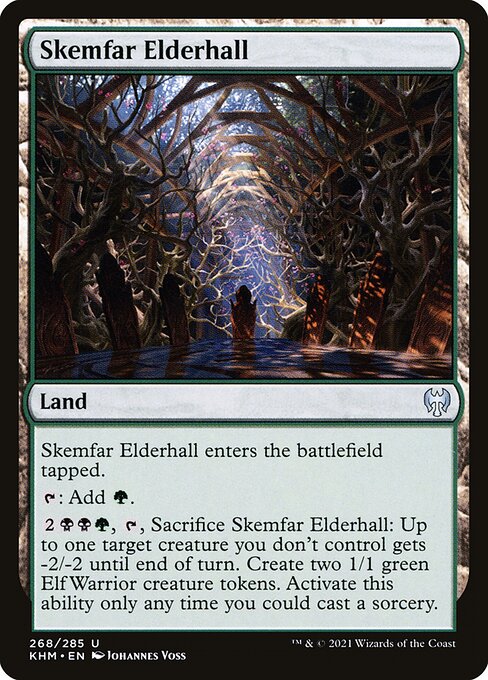 Skemfar Elderhall
Land
Skemfar Elderhall enters the battlefield
tapped.
: Add .
2, , Sacrifice Skemfar Elderhall: Up
to one target creature you don't control gets
-2/-2 until end of turn. Create two 1/1 green
Elf Warrior creature tokens. Activate this
ability only any time you could cast a sorcery.
268/285 U
KHM • EN Johannes Voss
™ & © 2021 Wizards of the Coast